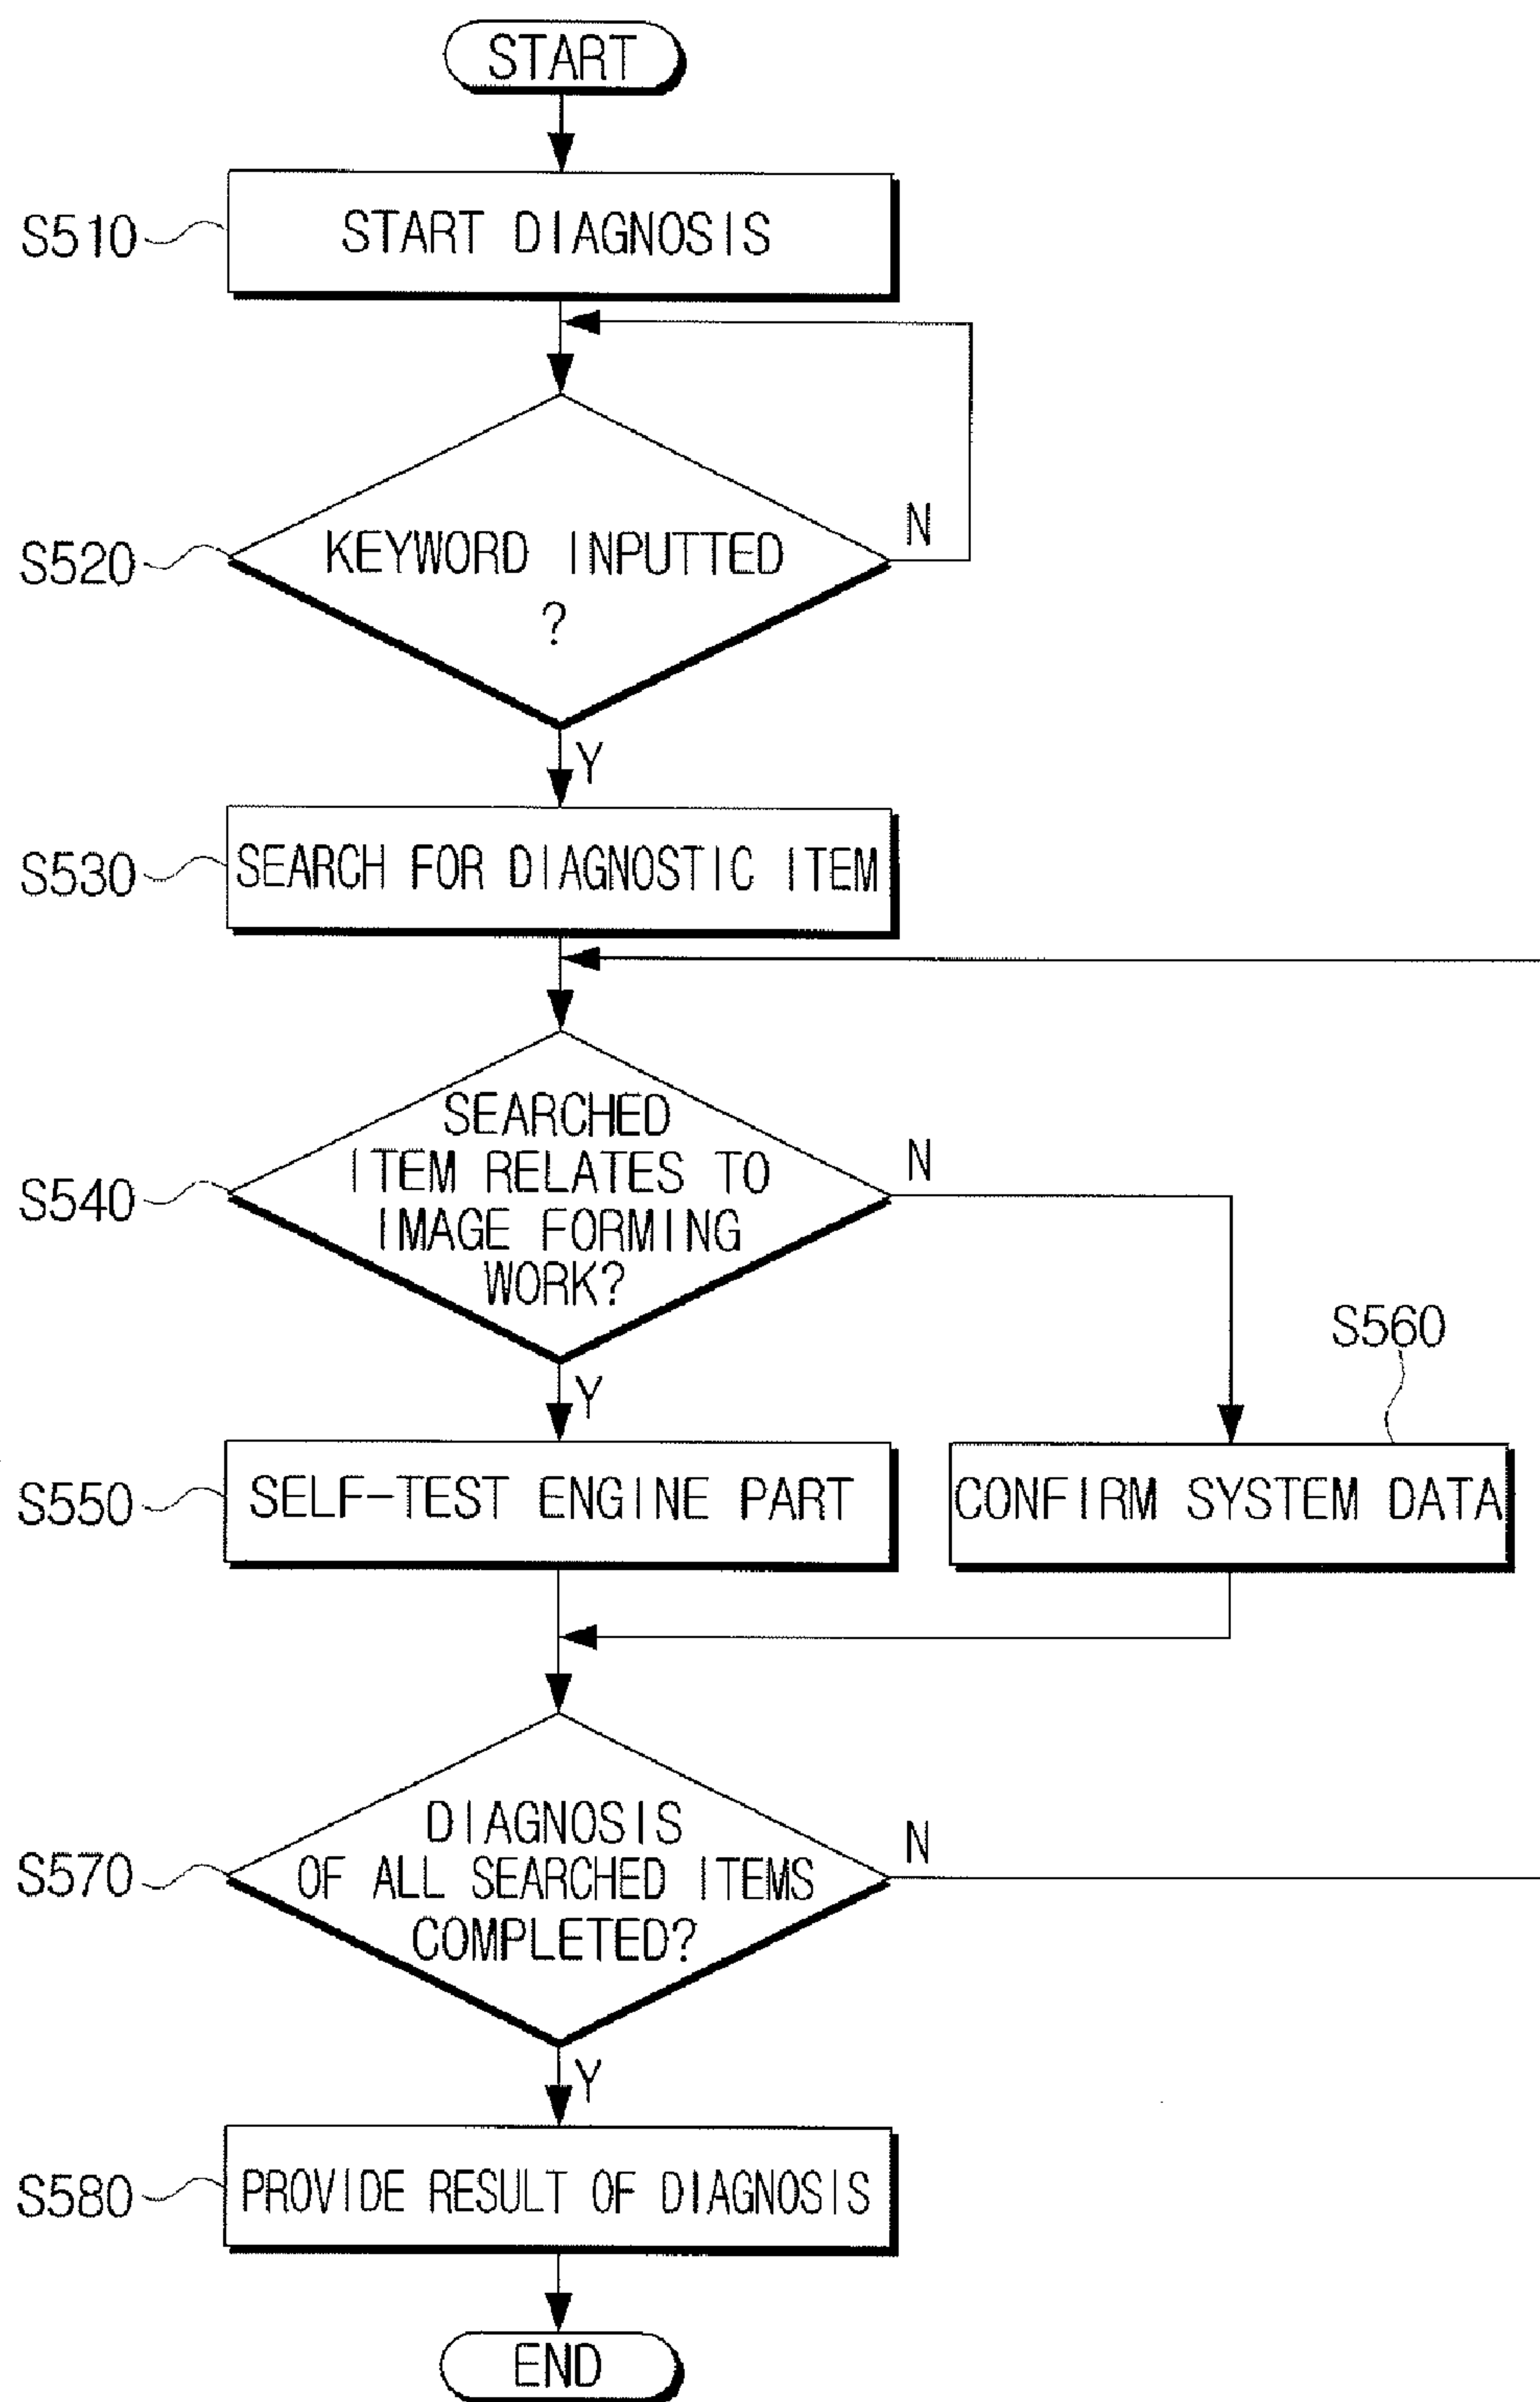 START
S510
START DIAGNOSIS
S520
KEYWORD INPUTTED
?
N
Y
S530
SEARCH FOR DIAGNOSTIC ITEM
S540
SEARCHED
ITEM RELATES TO
IMAGE FORMING
WORK?
N
Y
S560
S550
SELF-TEST ENGINE PART
CONFIRM SYSTEM DATA
S570
DIAGNOSIS
OF ALL SEARCHED ITEMS
COMPLETED?
N
Y
S580
PROVIDE RESULT OF DIAGNOSIS
END